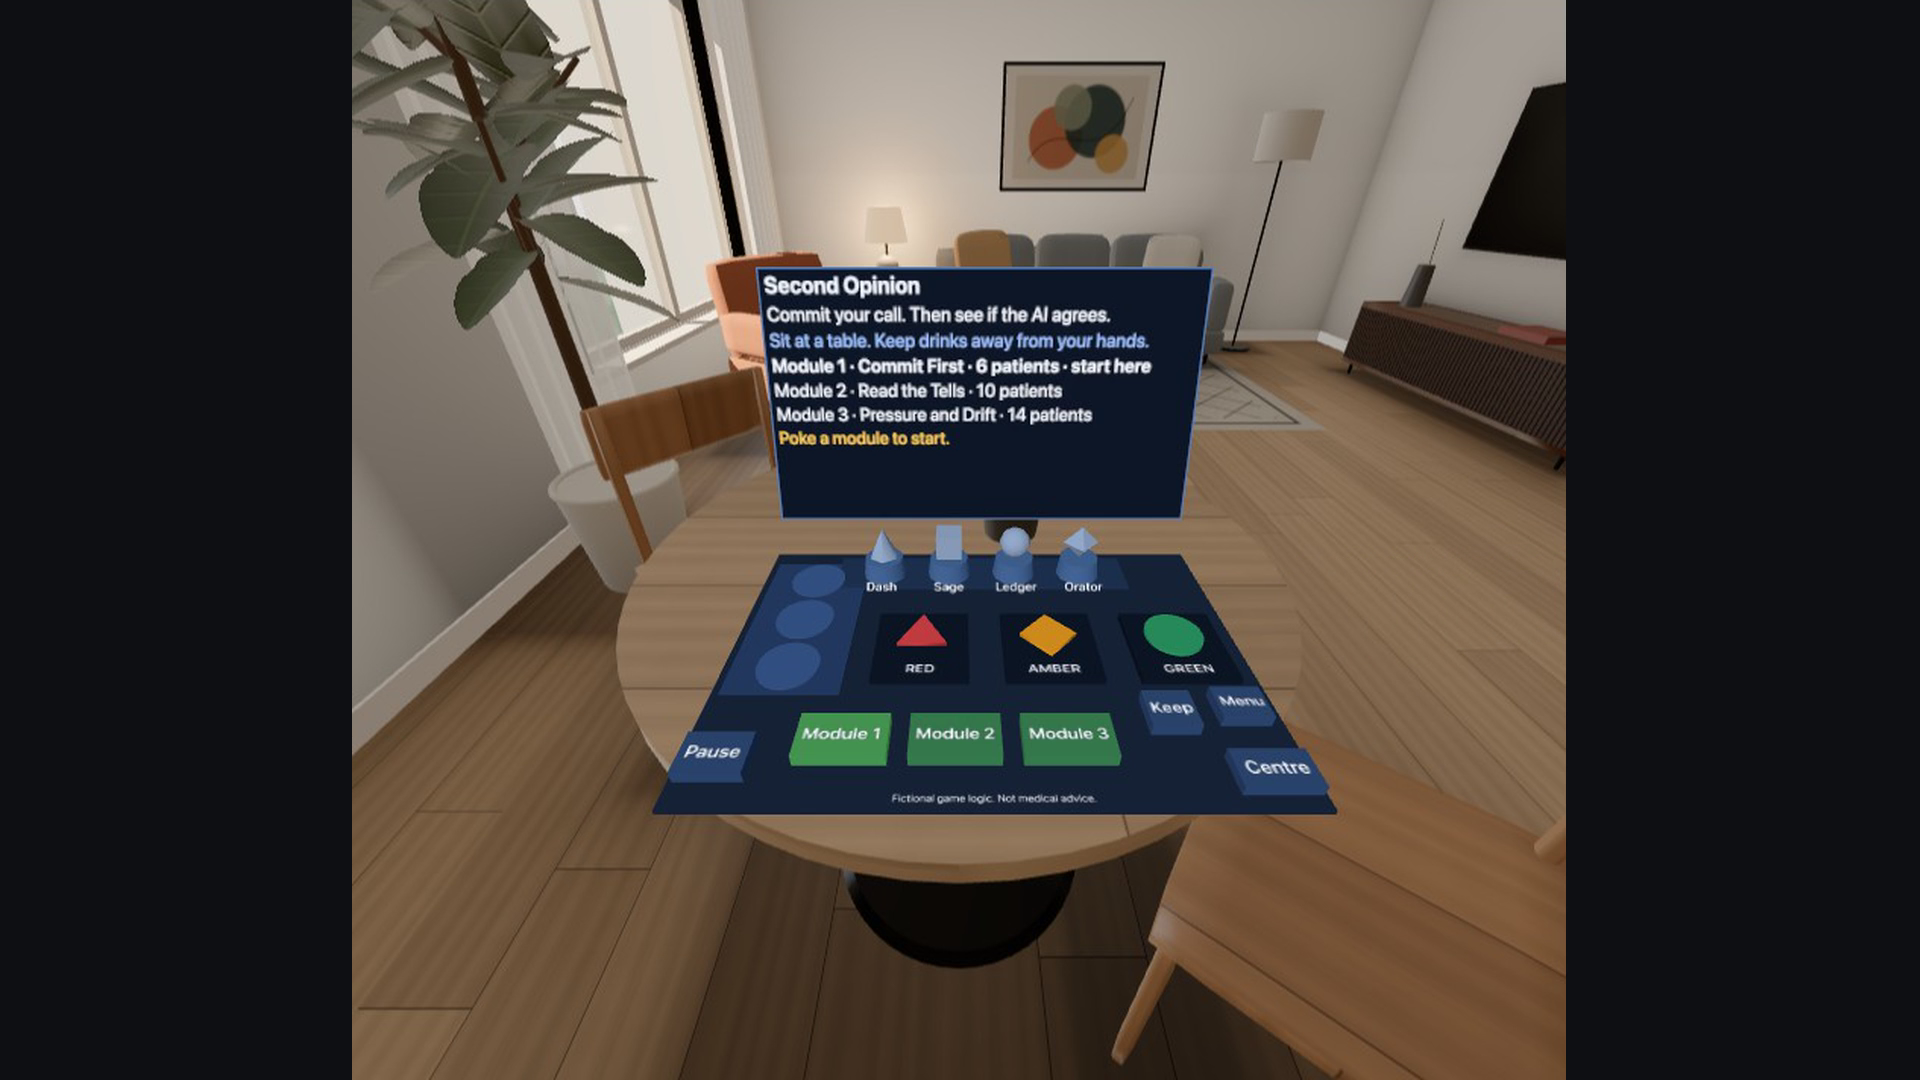 Second Opinion
Commit your call. Then see if the AI agrees.
Sit at a table. Keep drinks away from your hands.
Module 1 · Commit First · 6 patients · start here
Module 2 · Read the Tells · 10 patients
Module 3 · Pressure and Drift · 14 patients
Poke a module to start.
Dash
Sage
Ledger
Orator
RED
AMBER
GREEN
Keep
Menu
Pause
Module 1
Module 2
Module 3
Centre
Fictional game logic. Not medical advice.